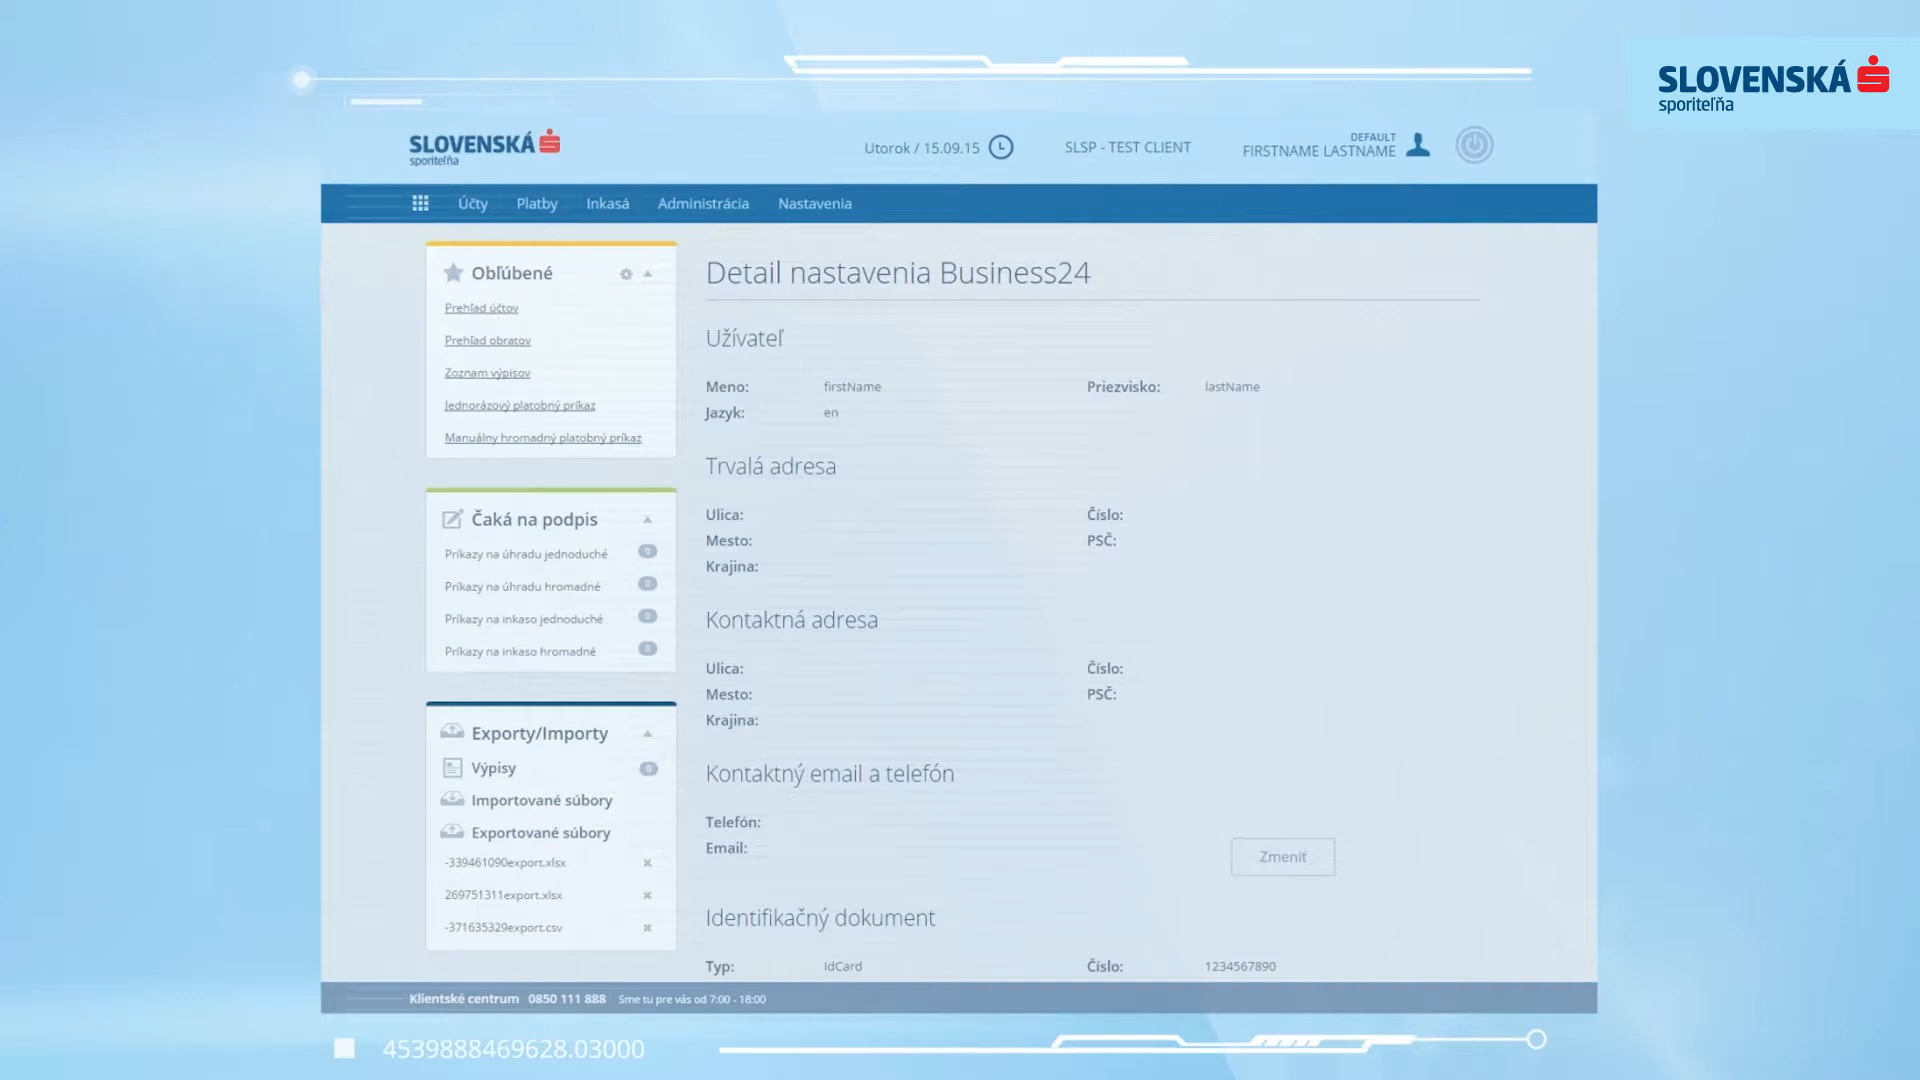 SLOVENSKÁ
sporiteľňa
SLOVENSKÁ
sporiteľňa
Utorok / 15.09.15
SLSP - TEST CLIENT
DEFAULT
FIRSTNAME LASTNAME
Účty Platby Inkasá Administrácia Nastavenia
Obľúbené
Prehľad účtov
Prehľad obratov
Zoznam výpisov
Jednorázový platobný príkaz
Manuálny hromadný platobný príkaz
Čaká na podpis
Príkazy na úhradu jednoduché 0
Príkazy na úhradu hromadné 0
Príkazy na inkaso jednoduché 0
Príkazy na inkaso hromadné 0
Exporty/Importy
Výpisy 0
Importované súbory
Exportované súbory
-339461090export.xlsx
269751311export.xlsx
-371635329export.csv
Detail nastavenia Business24
Užívateľ
Meno: firstName Priezvisko: lastName
Jazyk: en
Trvalá adresa
Ulica: Číslo:
Mesto: PSČ:
Krajina:
Kontaktná adresa
Ulica: Číslo:
Mesto: PSČ:
Krajina:
Kontaktný email a telefón
Telefón:
Email:
Zmeniť
Identifikačný dokument
Typ: IdCard Číslo: 1234567890
Klientské centrum 0850 111 888 Sme tu pre vás od 7:00 - 18:00
4539888469628.03000